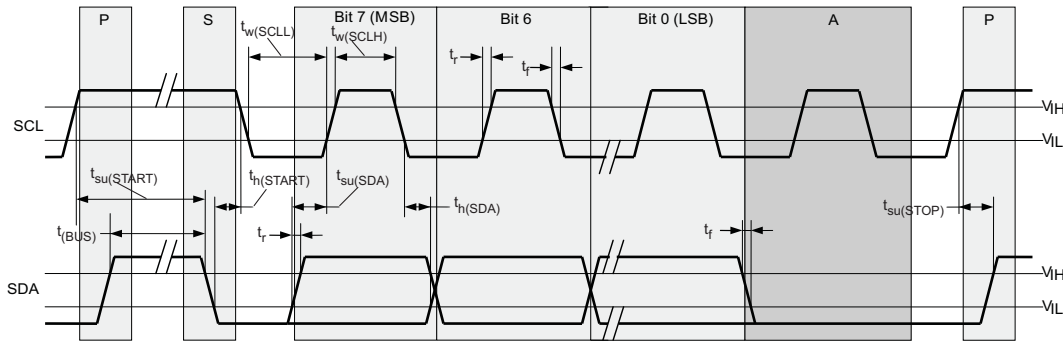 P S Bit 7 (MSB) Bit 6 Bit 0 (LSB) A P
tw(SCLL) tw(SCLH) tr tf
VIH
SCL
VIL
tsu(START) th(START) tsu(SDA) th(SDA) tsu(STOP)
t(BUS) tr tf
VIH
SDA
VIL